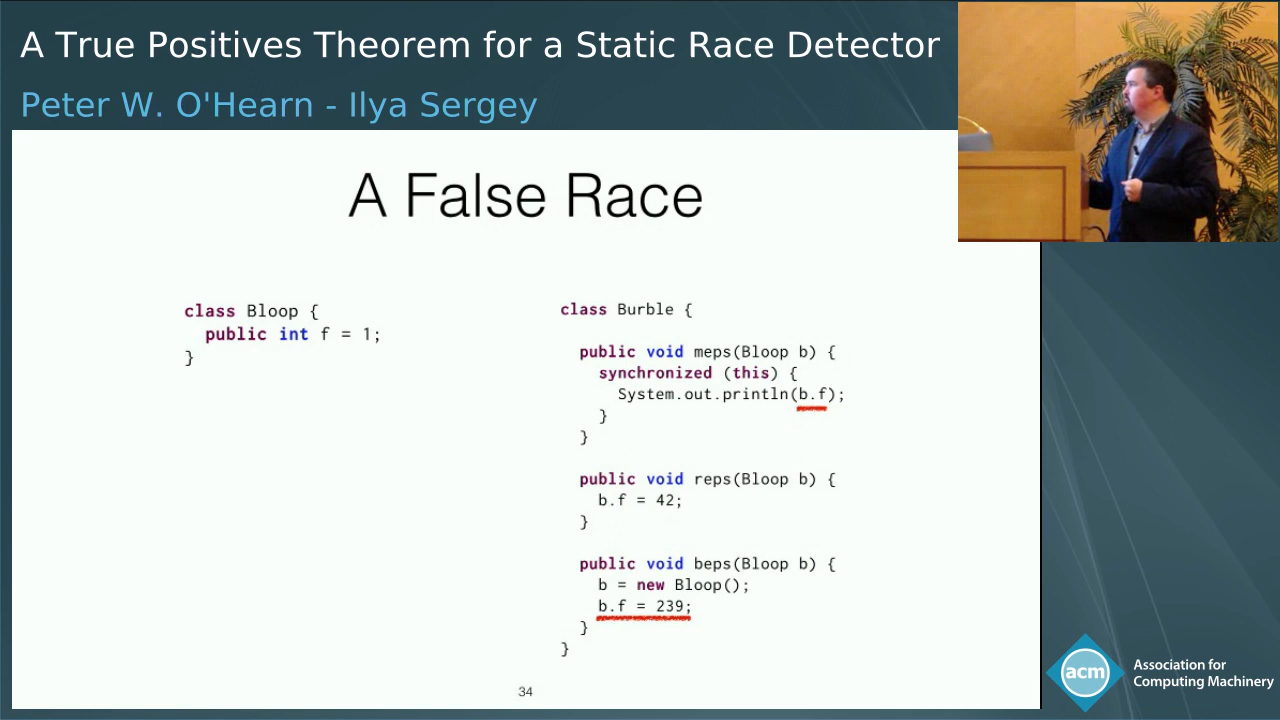 A True Positives Theorem for a Static Race Detector
Peter W. O'Hearn - Ilya Sergey
A False Race
class Bloop {
public int f = 1;
}
class Burble {
public void meps(Bloop b) {
synchronized (this) {
System.out.println(b.f);
}
}
public void reps(Bloop b) {
b.f = 42;
}
public void beps(Bloop b) {
b = new Bloop();
b.f = 239;
}
}
34
acm
Association for
Computing Machinery